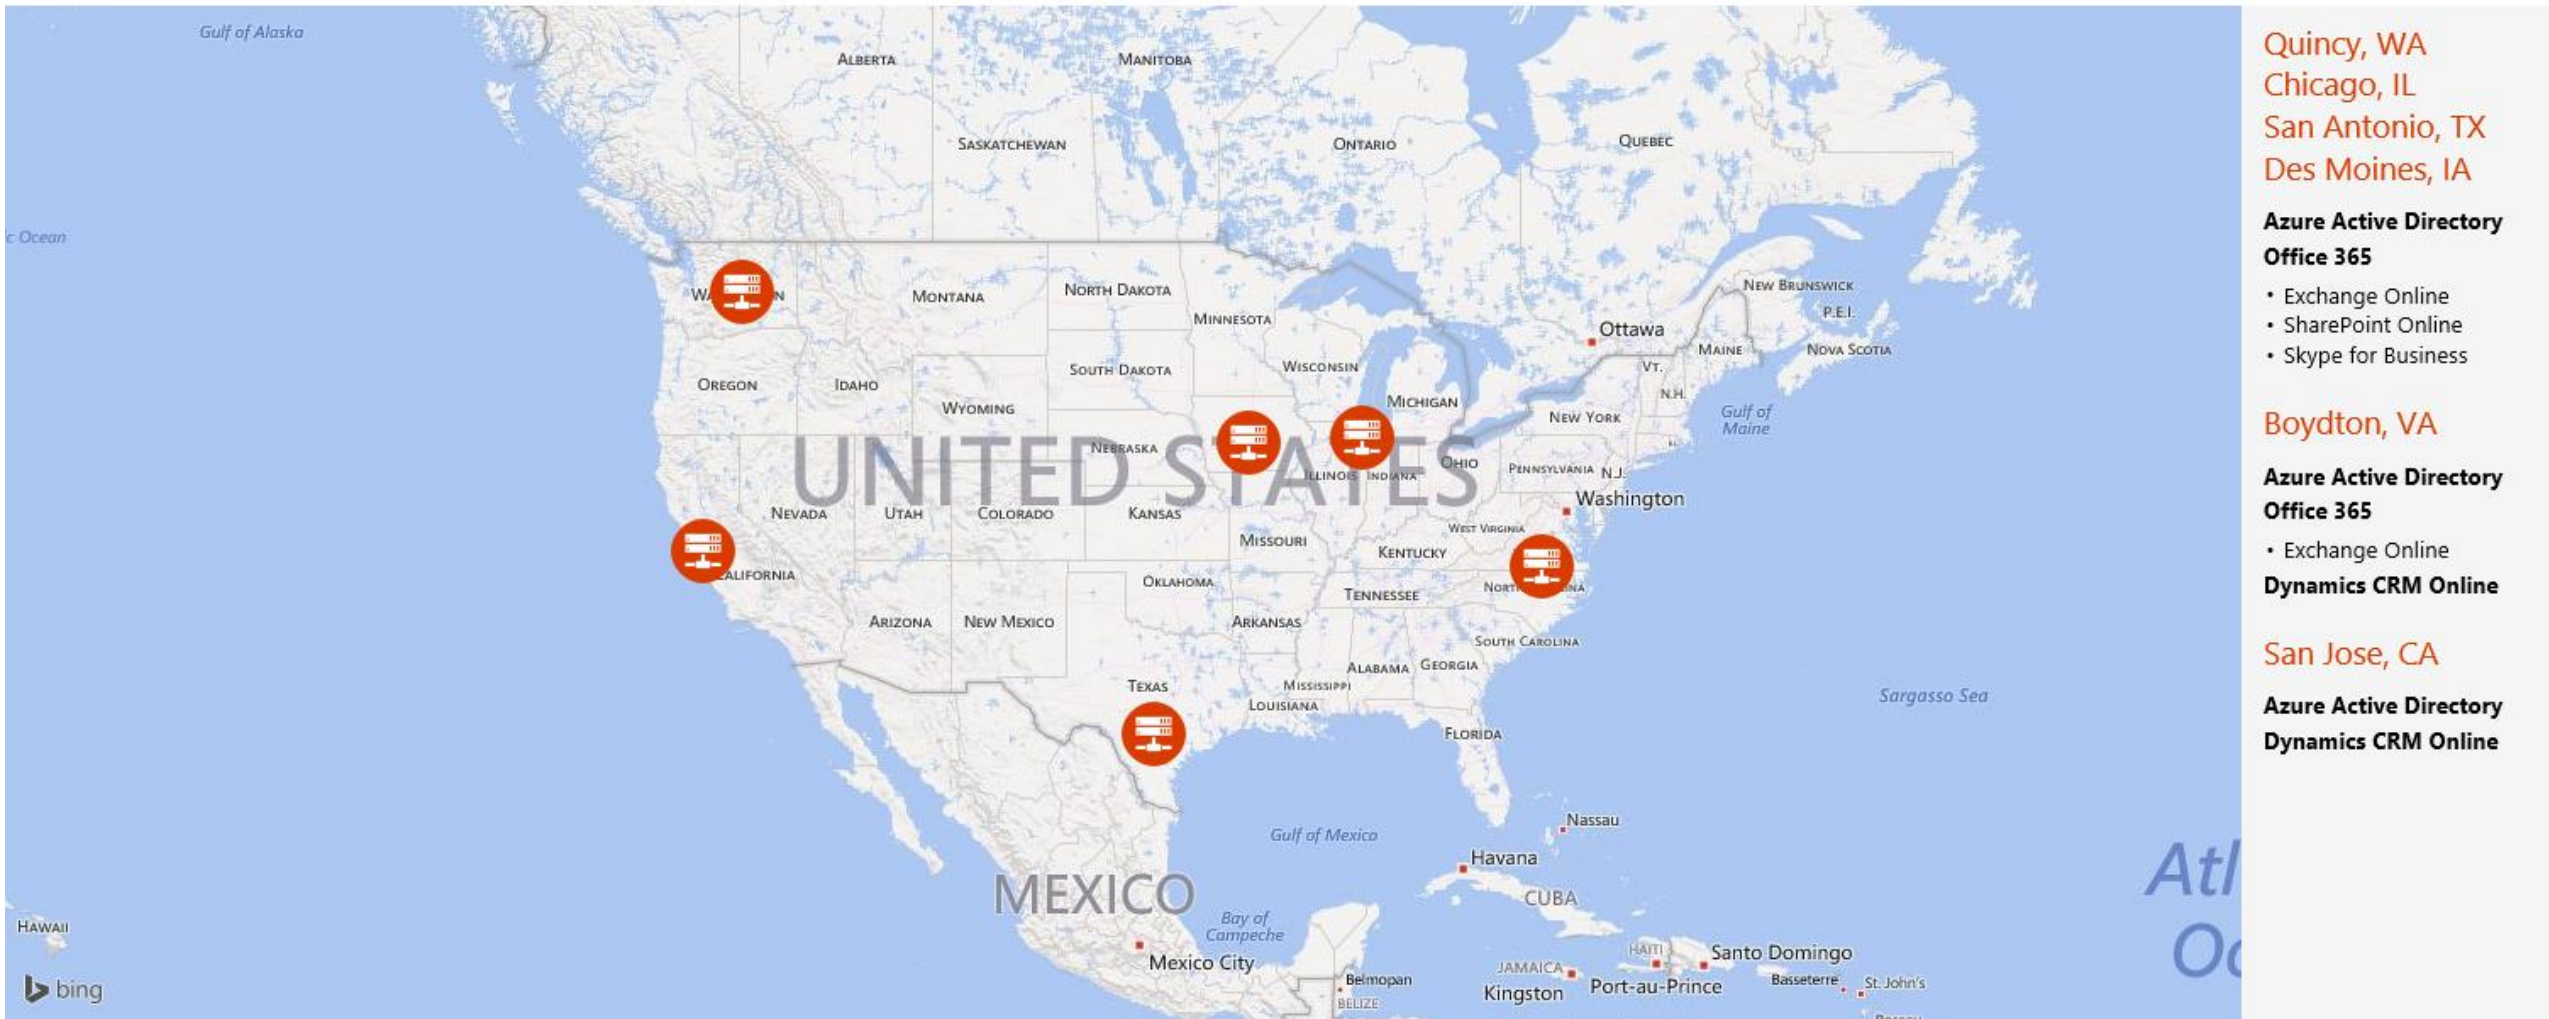 Gulf of Alaska
ALBERTA
MANITOBA
SASKATCHEWAN
ONTARIO
QUEBEC
c Ocean
MONTANA
NORTH DAKOTA
MINNESOTA
NEW BRUNSWICK
P.E.I.
Ottawa
MAINE
NOVA SCOTIA
OREGON
IDAHO
SOUTH DAKOTA
WISCONSIN
VT.
N.H.
WYOMING
MICHIGAN
NEW YORK
Gulf of
Maine
UNITED STATES
NEBRASKA
ILLINOIS
INDIANA
OHIO
PENNSYLVANIA
N.J.
Washington
NEVADA
UTAH
COLORADO
KANSAS
WEST VIRGINIA
MISSOURI
KENTUCKY
CALIFORNIA
OKLAHOMA
TENNESSEE
ARIZONA
NEW MEXICO
ARKANSAS
SOUTH CAROLINA
ALABAMA
GEORGIA
TEXAS
MISSISSIPPI
LOUISIANA
Sargasso Sea
FLORIDA
Nassau
Gulf of Mexico
Havana
CUBA
MEXICO
Bay of
Campeche
Mexico City
HAWAII
bing
HAITI
Santo Domingo
JAMAICA
Kingston
Port-au-Prince
Belmopan
BELIZE
Basseterre
St. John's
Atl
Oc
Quincy, WA
Chicago, IL
San Antonio, TX
Des Moines, IA
Azure Active Directory
Office 365
• Exchange Online
• SharePoint Online
• Skype for Business
Boydton, VA
Azure Active Directory
Office 365
• Exchange Online
Dynamics CRM Online
San Jose, CA
Azure Active Directory
Dynamics CRM Online